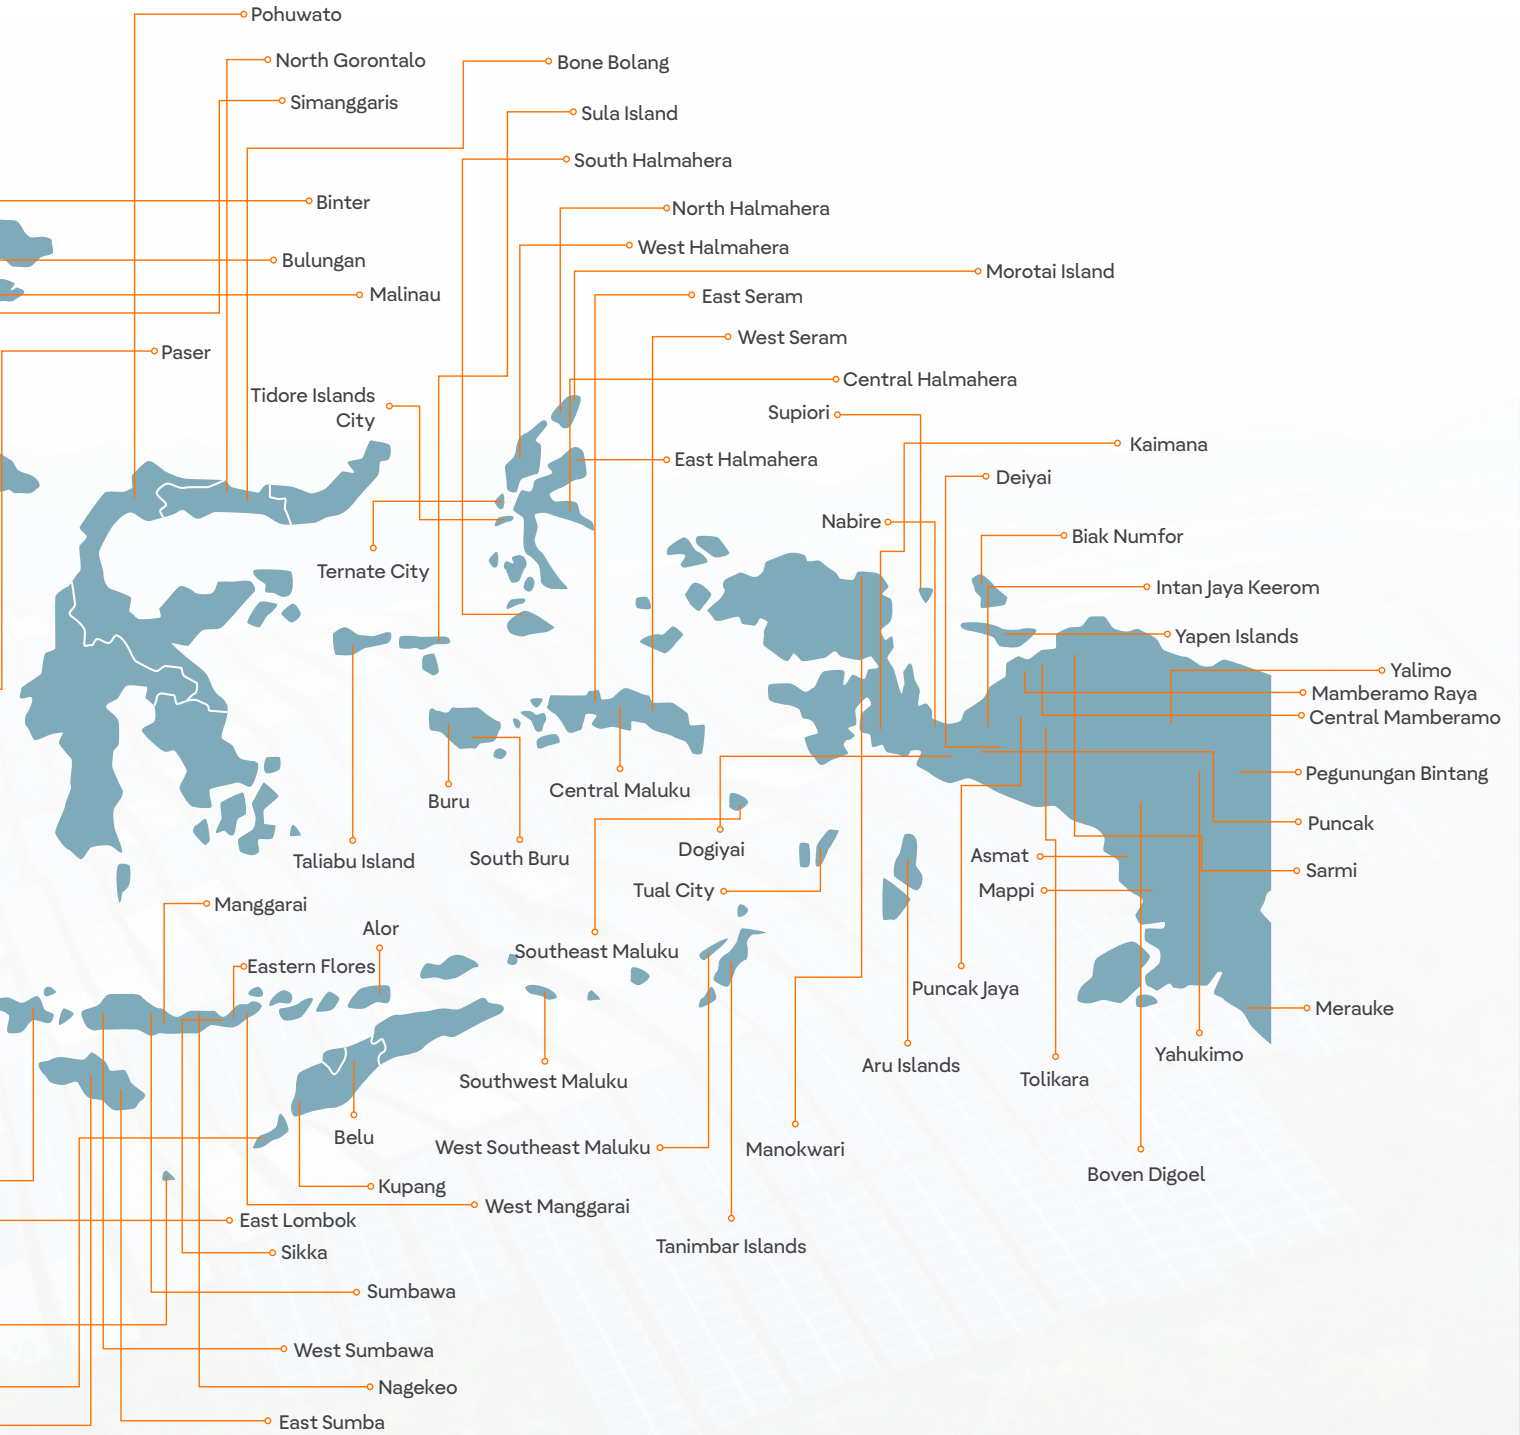 Pohuwato
North Gorontalo
Bone Bolang
Simanggaris
Sula Island
South Halmahera
Binter
North Halmahera
West Halmahera
Bulungan
Morotai Island
Malinau
East Seram
West Seram
Paser
Central Halmahera
Tidore Islands
City
Supiori
Kaimana
East Halmahera
Deiyai
Nabire
Biak Numfor
Ternate City
Intan Jaya Keerom
Yapen Islands
Yalimo
Mamberamo Raya
Central Mamberamo
Pegunungan Bintang
Central Maluku
Buru
Puncak
Dogiyai
South Buru
Taliabu Island
Asmat
Sarmi
Tual City
Mappi
Manggarai
Alor
Southeast Maluku
Eastern Flores
Puncak Jaya
Merauke
Yahukimo
Aru Islands
Tolikara
Southwest Maluku
Belu
West Southeast Maluku
Manokwari
Boven Digoel
Kupang
West Manggarai
East Lombok
Tanimbar Islands
Sikka
Sumbawa
West Sumbawa
Nagekeo
East Sumba